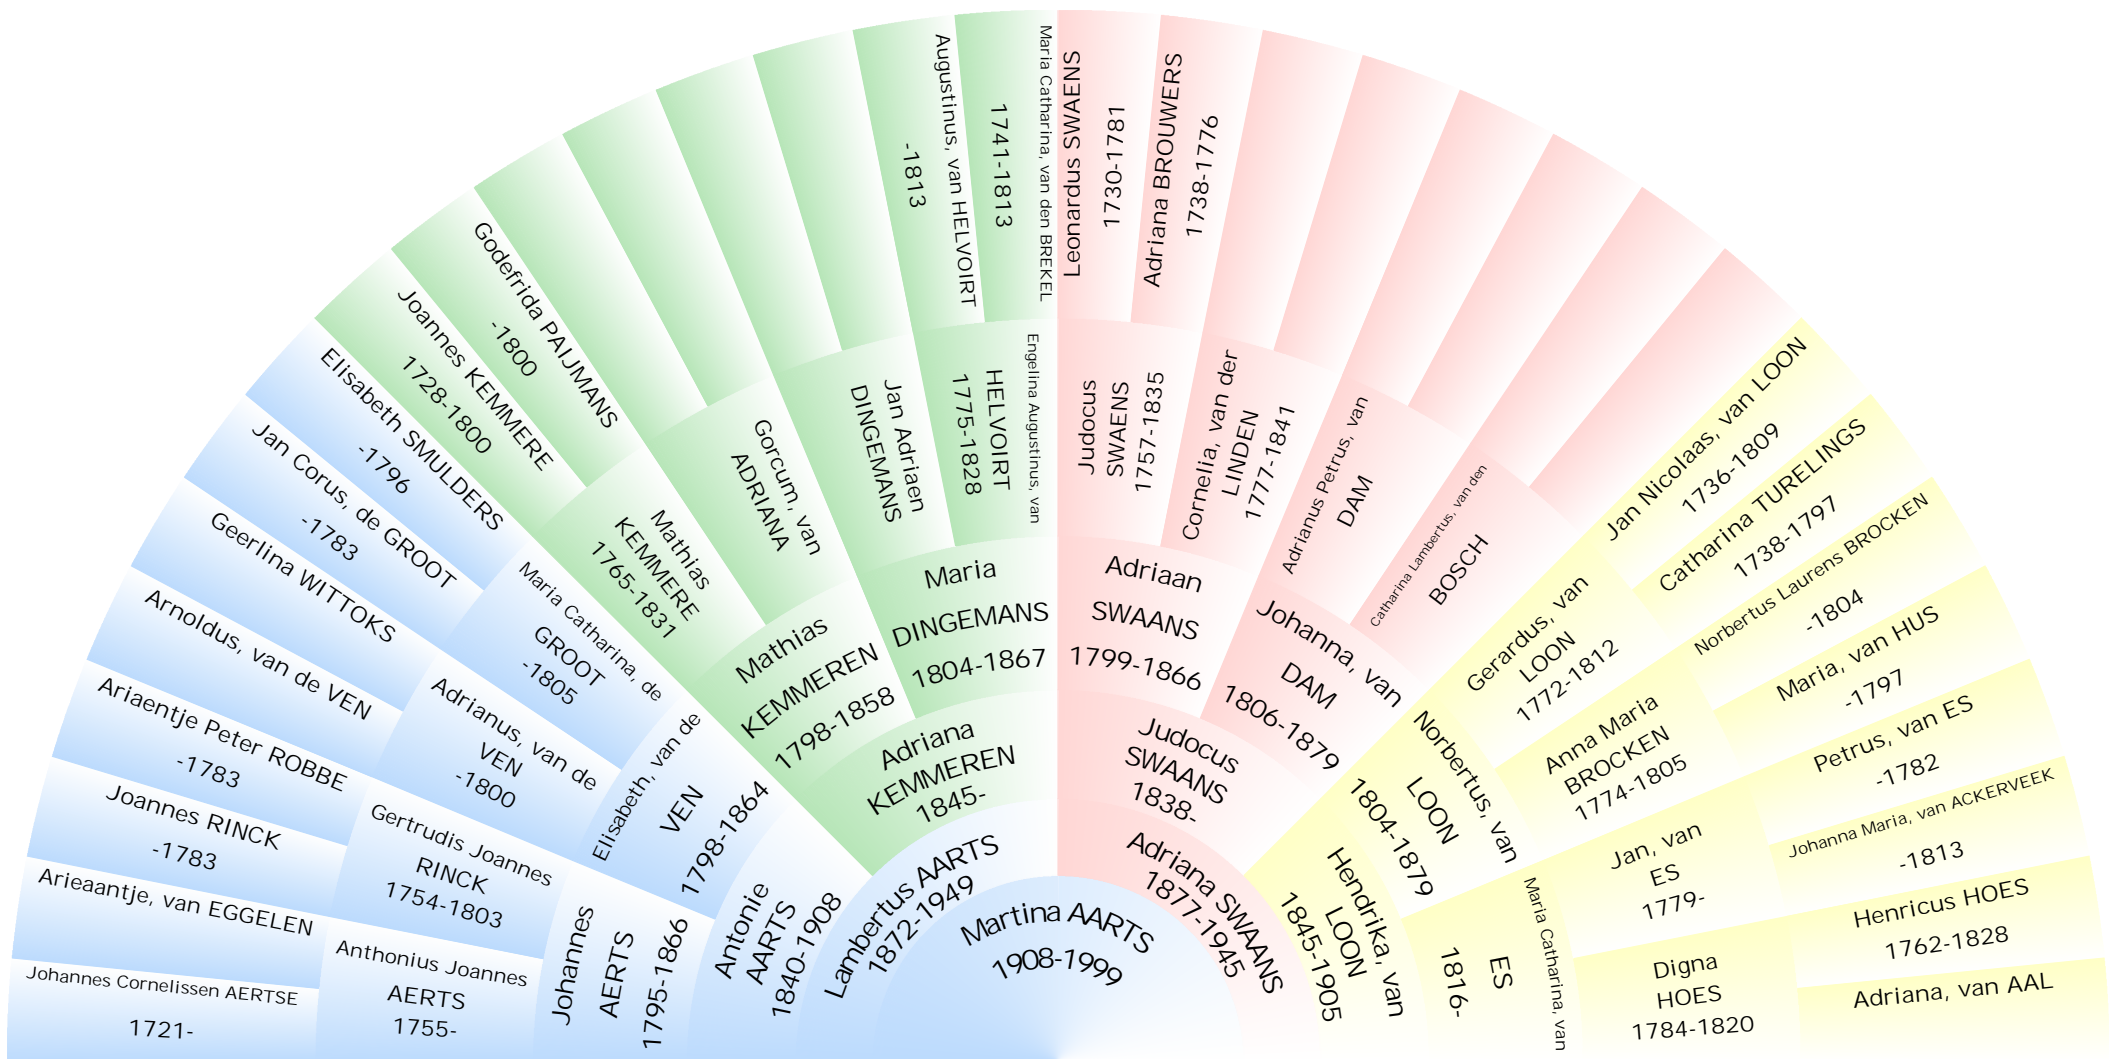 Martina AARTS
1908-1999
Lambertus AARTS
1872-1949
Adriana SWAANS
1877-1945
Antonie
AARTS
1840-1908
Adriana
KEMMEREN
1845-
Judocus
SWAANS
1838-
Hendrika, van
LOON
1845-1905
Johannes
AERTS
1795-1866
Elisabeth, van de
VEN
1798-1864
Mathias
KEMMEREN
1798-1858
Maria
DINGEMANS
1804-1867
Adriaan
SWAANS
1799-1866
Johanna, van
DAM
1806-1879
Norbertus, van
LOON
1804-1879
Maria Catharina, van
ES
1816-
Anthonius Joannes
AERTS
1755-
Gertrudis Joannes
RINCK
1754-1803
Adrianus, van de
VEN
-1800
Maria Catharina, de
GROOT
-1805
Mathias
KEMMERE
1765-1831
Gorcum, van
ADRIANA
Jan Adriaen
DINGEMANS
Engelina Augustinus, van
HELVOIRT
1775-1828
Judocus
SWAENS
1757-1835
Cornelia, van der
LINDEN
1777-1841
Adrianus Petrus, van
DAM
Catharina Lambertus, van den
BOSCH
Gerardus, van
LOON
1772-1812
Anna Maria
BROCKEN
1774-1805
Jan, van
ES
1779-
Digna
HOES
1784-1820
Johannes Cornelissen AERTSE
1721-
Arieaantje, van EGGELEN
Joannes RINCK
-1783
Ariaentje Peter ROBBE
-1783
Arnoldus, van de VEN
Geerlina WITTOKS
Jan Corus, de GROOT
-1783
Elisabeth SMULDERS
-1796
Joannes KEMMERE
1728-1800
Godefrida PAIJMANS
-1800
Augustinus, van HELVOIRT
-1813
Maria Catharina, van den BREKEL
1741-1813
Leonardus SWAENS
1730-1781
Adriana BROUWERS
1738-1776
Jan Nicolaas, van LOON
1736-1809
Catharina TURELINGS
1738-1797
Norbertus Laurens BROCKEN
-1804
Maria, van HUS
-1797
Petrus, van ES
-1782
Johanna Maria, van ACKERVEEK
-1813
Henricus HOES
1762-1828
Adriana, van AAL